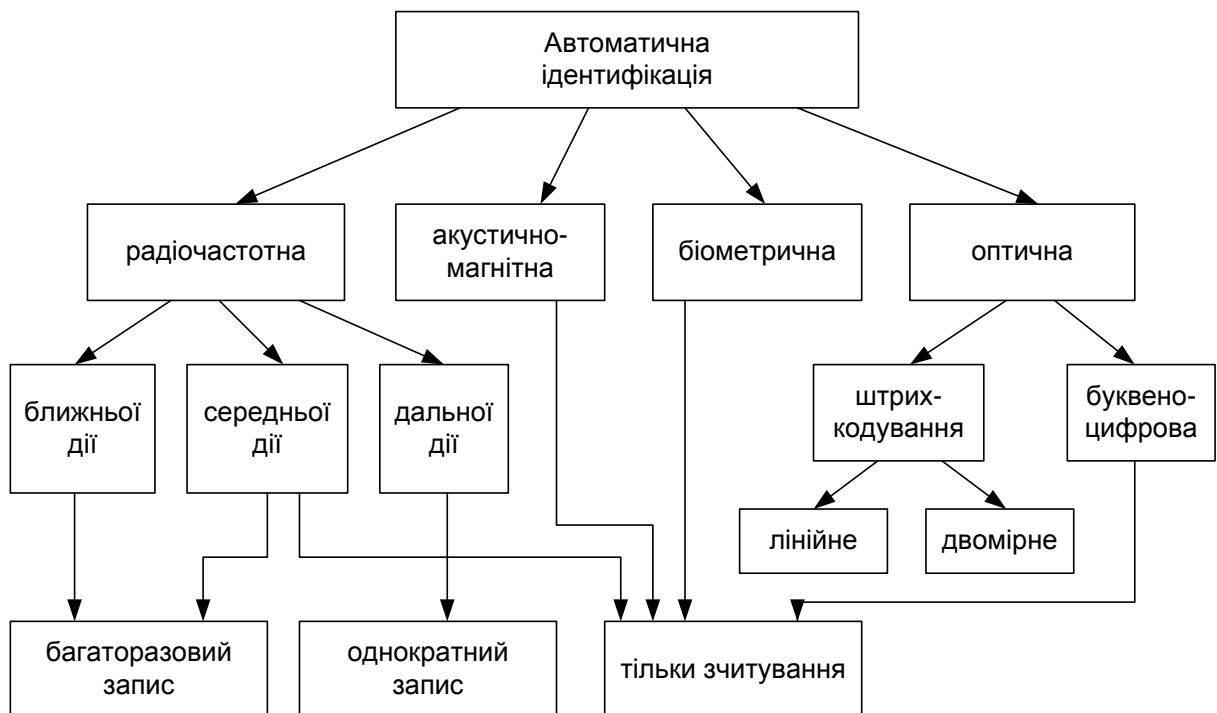 Автоматична
ідентифікація
радіочастотна
акустично-
магнітна
біометрична
оптична
ближньої
дії
середньої
дії
дальної
дії
штрих-
кодування
буквено-
цифрова
лінійне
двомірне
багаторазовий
запис
однократний
запис
тільки зчитування